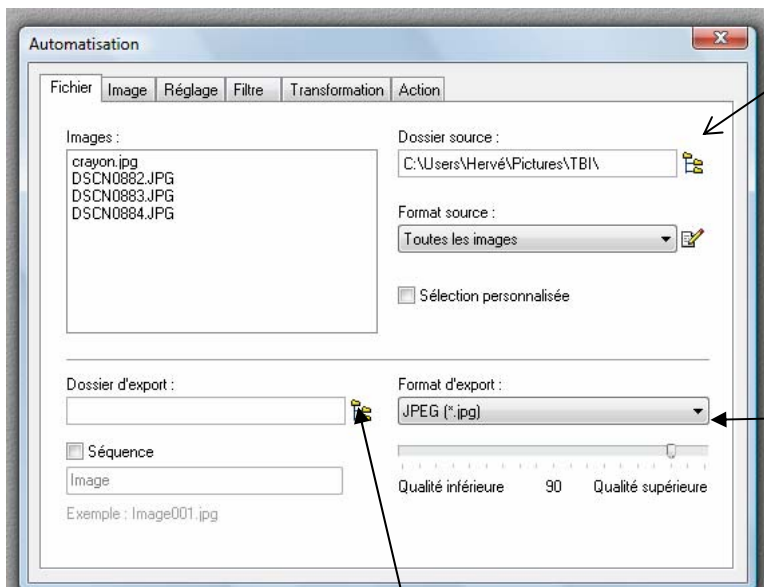 Automatisation
Fichier Image Réglage Filtre Transformation Action
Images :
crayon.jpg
DSCN0882.JPG
DSCN0883.JPG
DSCN0884.JPG
Dossier source :
C:\Users\Hervé\Pictures\TBI\
Format source :
Toutes les images
Sélection personnalisée
Dossier d'export :
Séquence
Image
Exemple : Image001.jpg
Format d'export :
JPEG (*.jpg)
Qualité inférieure 90 Qualité supérieure